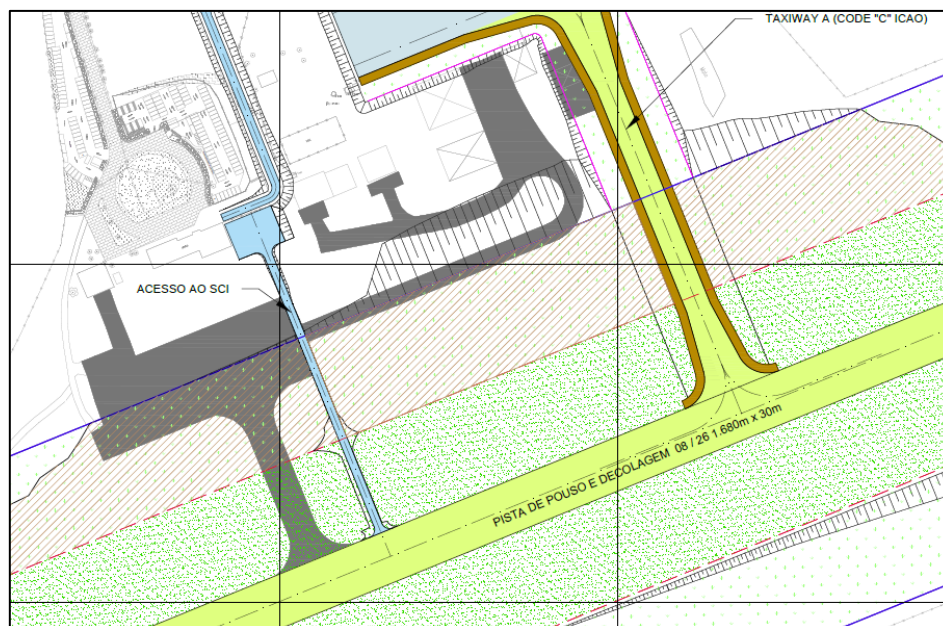 TAXIWAY A (CODE "C" ICAO)
ACESSO AO SCI
PISTA DE POUSO E DECOLAGEM 08 / 26 1.680m x 30m